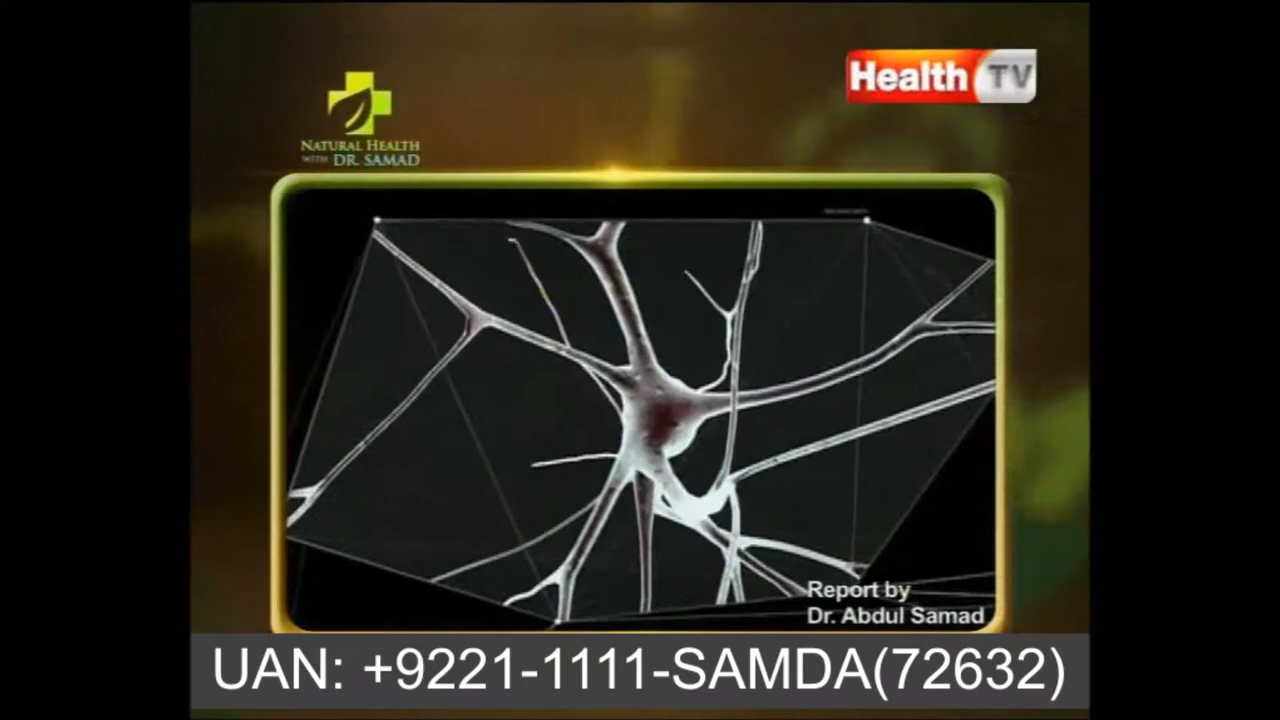 Health TV
NATURAL HEALTH
WITH DR. SAMAD
Report by
Dr. Abdul Samad
UAN: +9221-1111-SAMDA(72632)